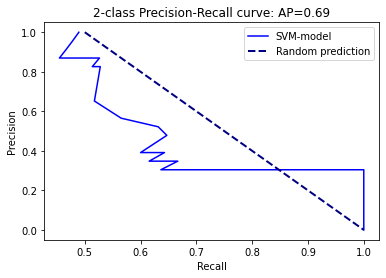 2-class Precision-Recall curve: AP=0.69
SVM-model
Random prediction
Precision
1.0
0.8
0.6
0.4
0.2
0.0
0.5 0.6 0.7 0.8 0.9 1.0
Recall